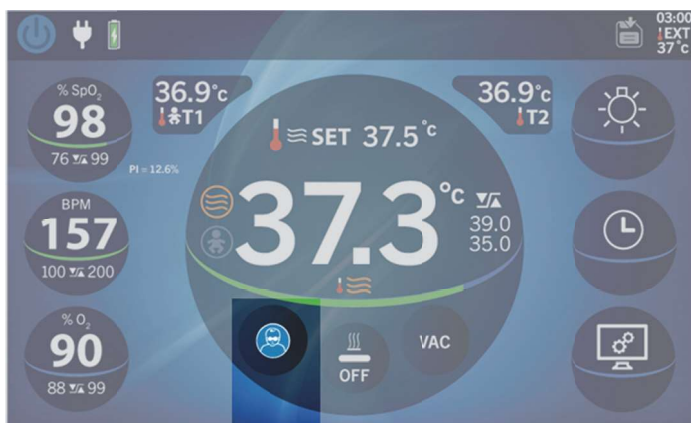 03:00
EXT
37 °c
% SpO₂
98
76 99
PI = 12.6%
36.9°c
T1
36.9°c
T2
SET 37.5°c
37.3°c
39.0
35.0
BPM
157
100 200
% O₂
90
88 99
OFF
VAC